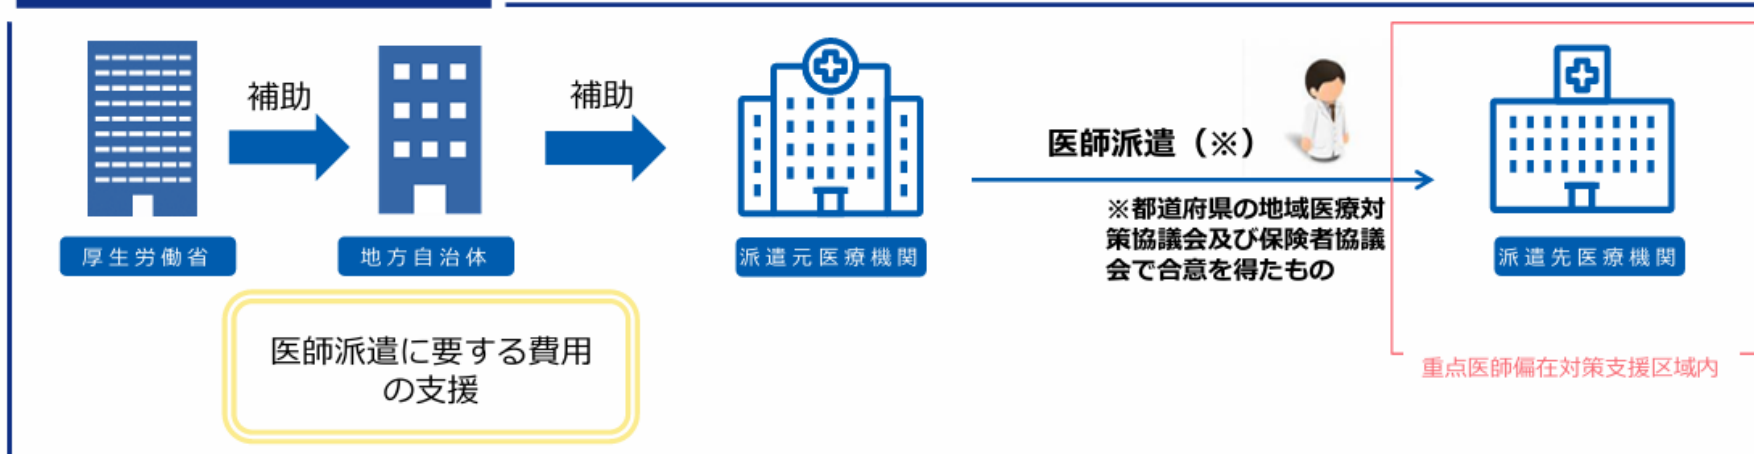 補助
補助
医師派遣（※）
※都道府県の地域医療対
策協議会及び保険者協議
会で合意を得たもの
厚生労働省
地方自治体
派遣元医療機関
派遣先医療機関
医師派遣に要する費用
の支援
重点医師偏在対策支援区域内